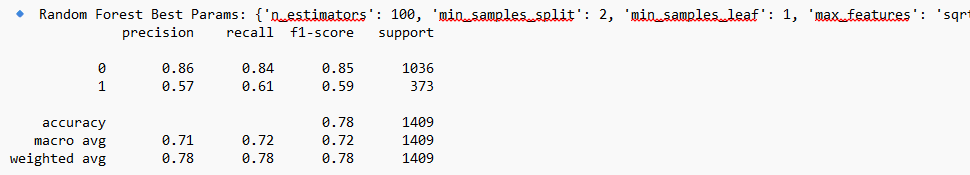 Random Forest Best Params: {'n_estimators': 100, 'min_samples_split': 2, 'min_samples_leaf': 1, 'max_features': 'sqrt
precision recall f1-score support
0 0.86 0.84 0.85 1036
1 0.57 0.61 0.59 373
accuracy 0.78 1409
macro avg 0.71 0.72 0.72 1409
weighted avg 0.78 0.78 0.78 1409